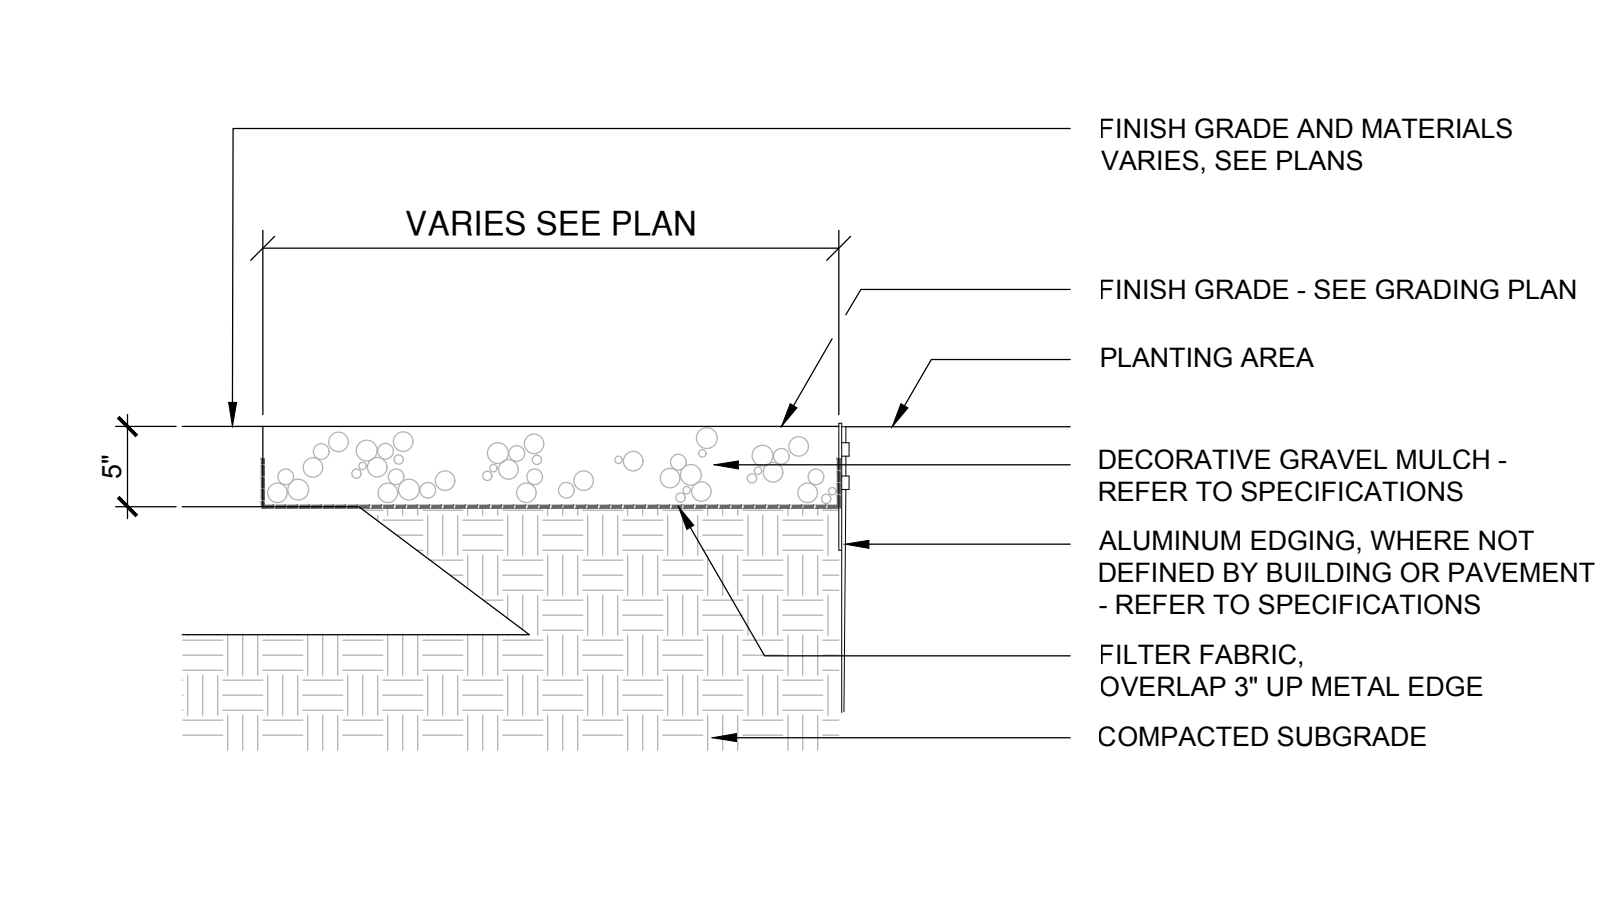 FINISH GRADE AND MATERIALS
VARIES, SEE PLANS
VARIES SEE PLAN
FINISH GRADE - SEE GRADING PLAN
PLANTING AREA
5"
DECORATIVE GRAVEL MULCH -
REFER TO SPECIFICATIONS
ALUMINUM EDGING, WHERE NOT
DEFINED BY BUILDING OR PAVEMENT
- REFER TO SPECIFICATIONS
FILTER FABRIC,
OVERLAP 3" UP METAL EDGE
COMPACTED SUBGRADE